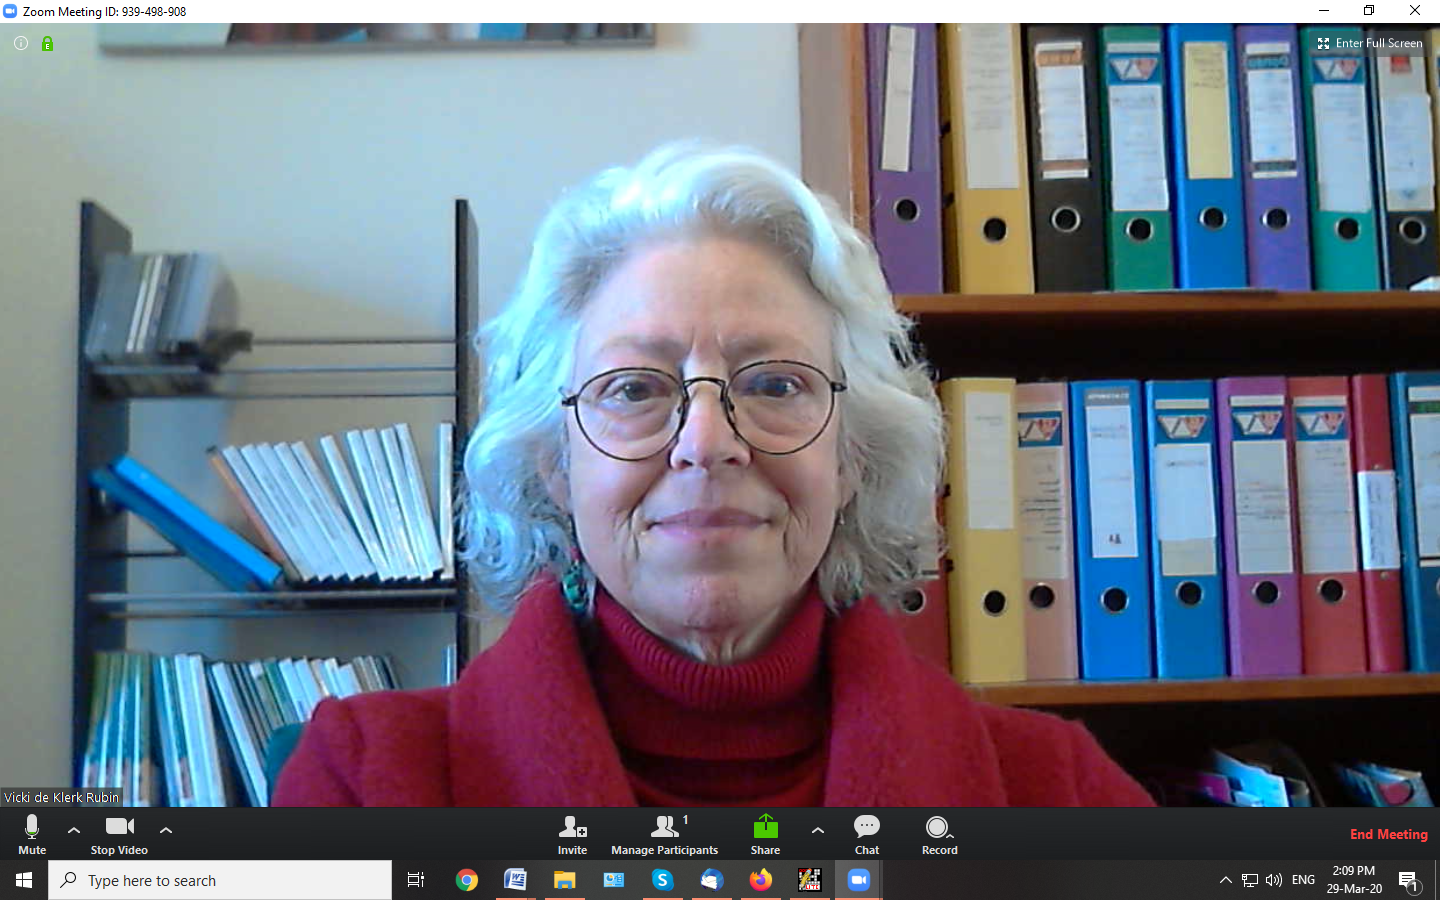 Zoom Meeting ID: 939-498-908
Enter Full Screen
Vicki de Klerk Rubin
Mute
Stop Video
Invite
1
Manage Participants
Share
Chat
Record
End Meeting
Type here to search
ENG
2:09 PM
29-Mar-20
1